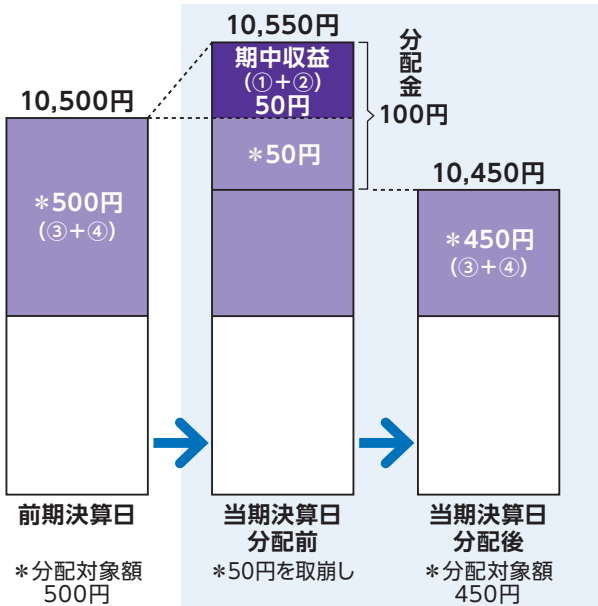 10,550円
期中収益
(①+②)
50円
分配金
100円
10,500円
*50円
10,450円
*500円
(③+④)
*450円
(③+④)
前期決算日
当期決算日
分配前
当期決算日
分配後
*分配対象額
500円
*50円を取崩し
*分配対象額
450円